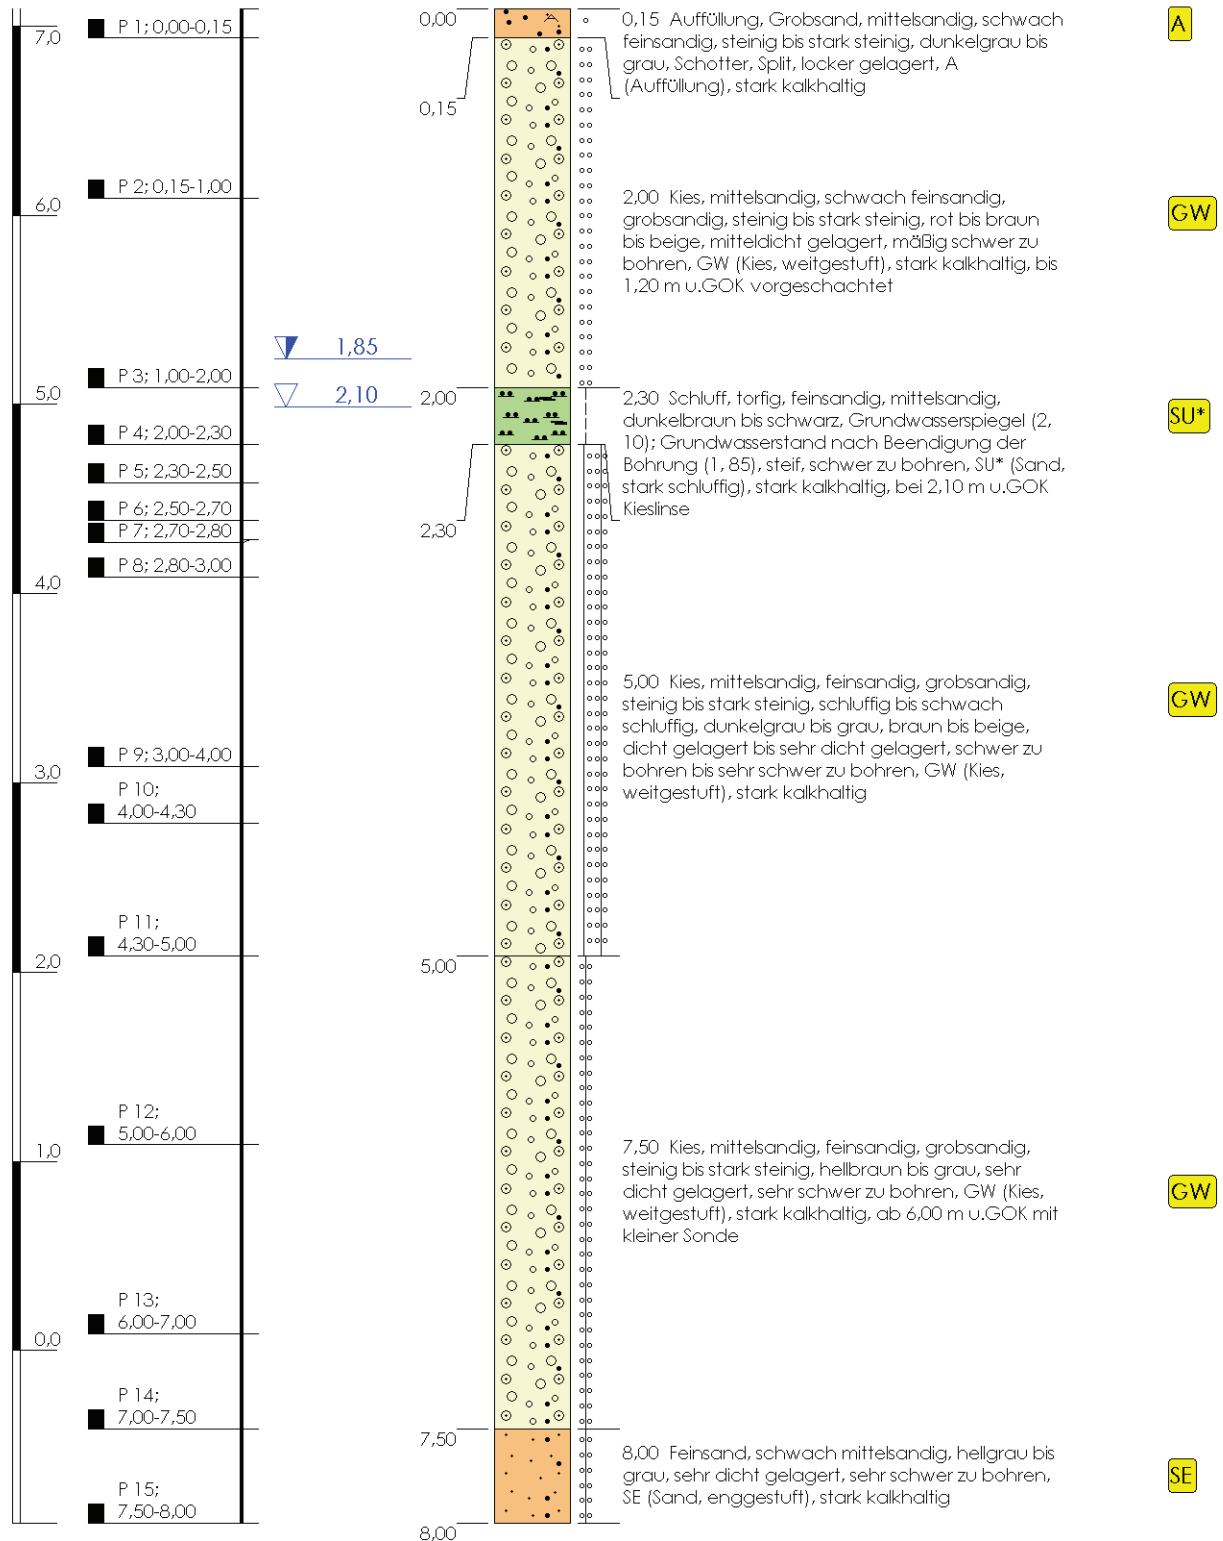 7,0
6,0
5,0
4,0
3,0
2,0
1,0
0,0
P 1; 0,00-0,15
P 2; 0,15-1,00
P 3; 1,00-2,00
P 4; 2,00-2,30
P 5; 2,30-2,50
P 6; 2,50-2,70
P 7; 2,70-2,80
P 8; 2,80-3,00
P 9; 3,00-4,00
P 10;
4,00-4,30
P 11;
4,30-5,00
P 12;
5,00-6,00
P 13;
6,00-7,00
P 14;
7,00-7,50
P 15;
7,50-8,00
1,85
2,10
0,00
0,15
2,00
2,30
5,00
7,50
8,00
0,15 Auffüllung, Grobsand, mittelsandig, schwach
feinsandig, steinig bis stark steinig, dunkelgrau bis
grau, Schotter, Split, locker gelagert, A
(Auffüllung), stark kalkhaltig
A
2,00 Kies, mittelsandig, schwach feinsandig,
grobsandig, steinig bis stark steinig, rot bis braun
bis beige, mitteldicht gelagert, mäßig schwer zu
bohren, GW (Kies, weitgestuft), stark kalkhaltig, bis
1,20 m u.GOK vorgeschachtet
GW
2,30 Schluff, torfig, feinsandig, mittelsandig,
dunkelbraun bis schwarz, Grundwasserspiegel (2,
10); Grundwasserstand nach Beendigung der
Bohrung (1, 85), steif, schwer zu bohren, SU* (Sand,
stark schluffig), stark kalkhaltig, bei 2,10 m u.GOK
Kieslinse
SU*
5,00 Kies, mittelsandig, feinsandig, grobsandig,
steinig bis stark steinig, schluffig bis schwach
schluffig, dunkelgrau bis grau, braun bis beige,
dicht gelagert bis sehr dicht gelagert, schwer zu
bohren bis sehr schwer zu bohren, GW (Kies,
weitgestuft), stark kalkhaltig
GW
7,50 Kies, mittelsandig, feinsandig, grobsandig,
steinig bis stark steinig, hellbraun bis grau, sehr
dicht gelagert, sehr schwer zu bohren, GW (Kies,
weitgestuft), stark kalkhaltig, ab 6,00 m u.GOK mit
kleiner Sonde
GW
8,00 Feinsand, schwach mittelsandig, hellgrau bis
grau, sehr dicht gelagert, sehr schwer zu bohren,
SE (Sand, enggestuft), stark kalkhaltig
SE